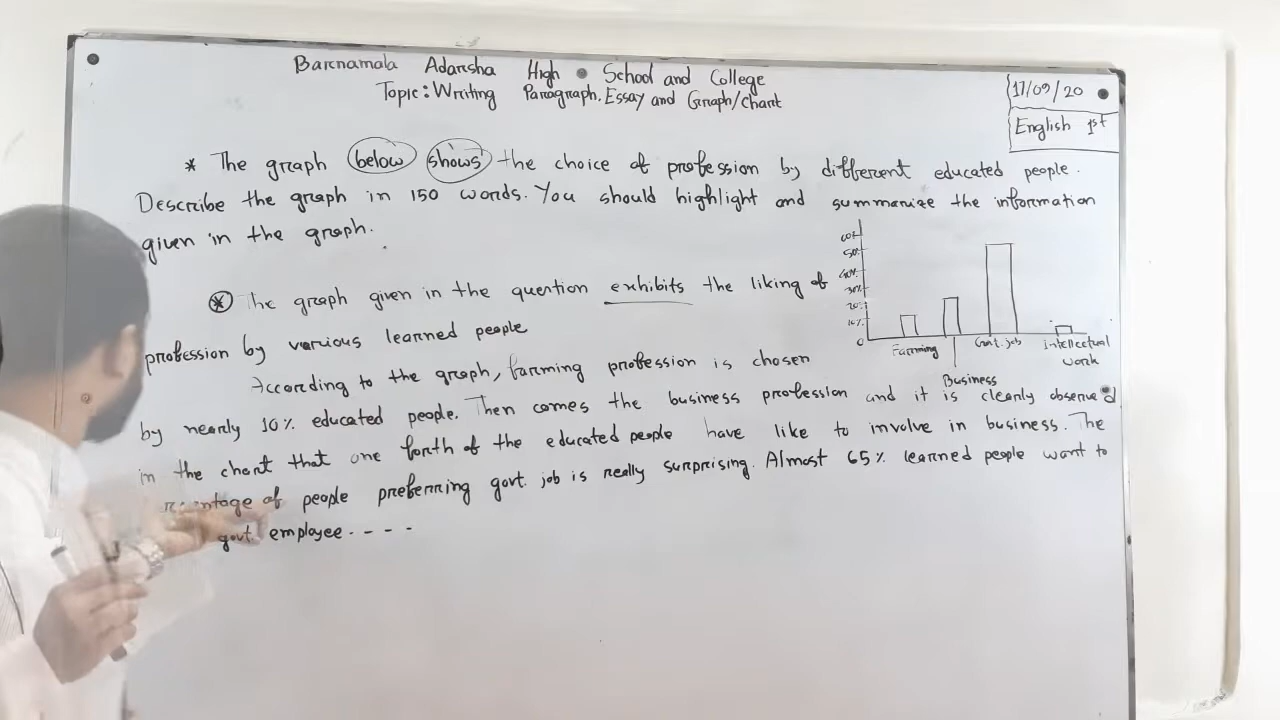 Barnamala Adarsha High School and College
Topic: Writing Paragraph, Essay and Graph/Chart
17/09/20
English 1st
* The graph below shows the choice of profession by different educated people.
Describe the graph in 150 words. You should highlight and summarize the information
given in the graph.
60%
50%
40%
30%
20%
10%
0
Farming
Business
Govt. job
intellectual
work
* The graph given in the question exhibits the liking of
profession by various learned people
According to the graph, farming profession is chosen
by nearly 10% educated people. Then comes the business profession and it is clearly observed
in the chart that one forth of the educated people have like to involve in business. The
of people preferring govt. job is really surprising. Almost 65% learned people want to
govt. employee. - - -